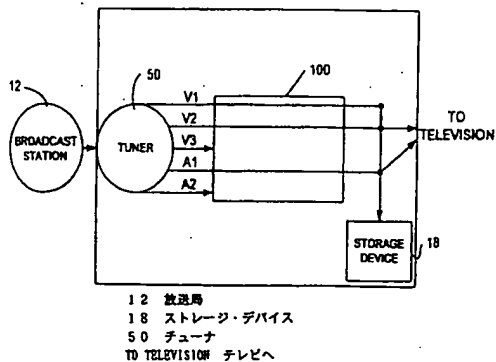 12
50
100
V1
V2
BROADCAST
STATION
TUNER
V3
TO
TELEVISION
A1
A2
STORAGE
DEVICE
18
12 放送局
18 ストレージ・デバイス
50 チューナ
TO TELEVISION テレビへ